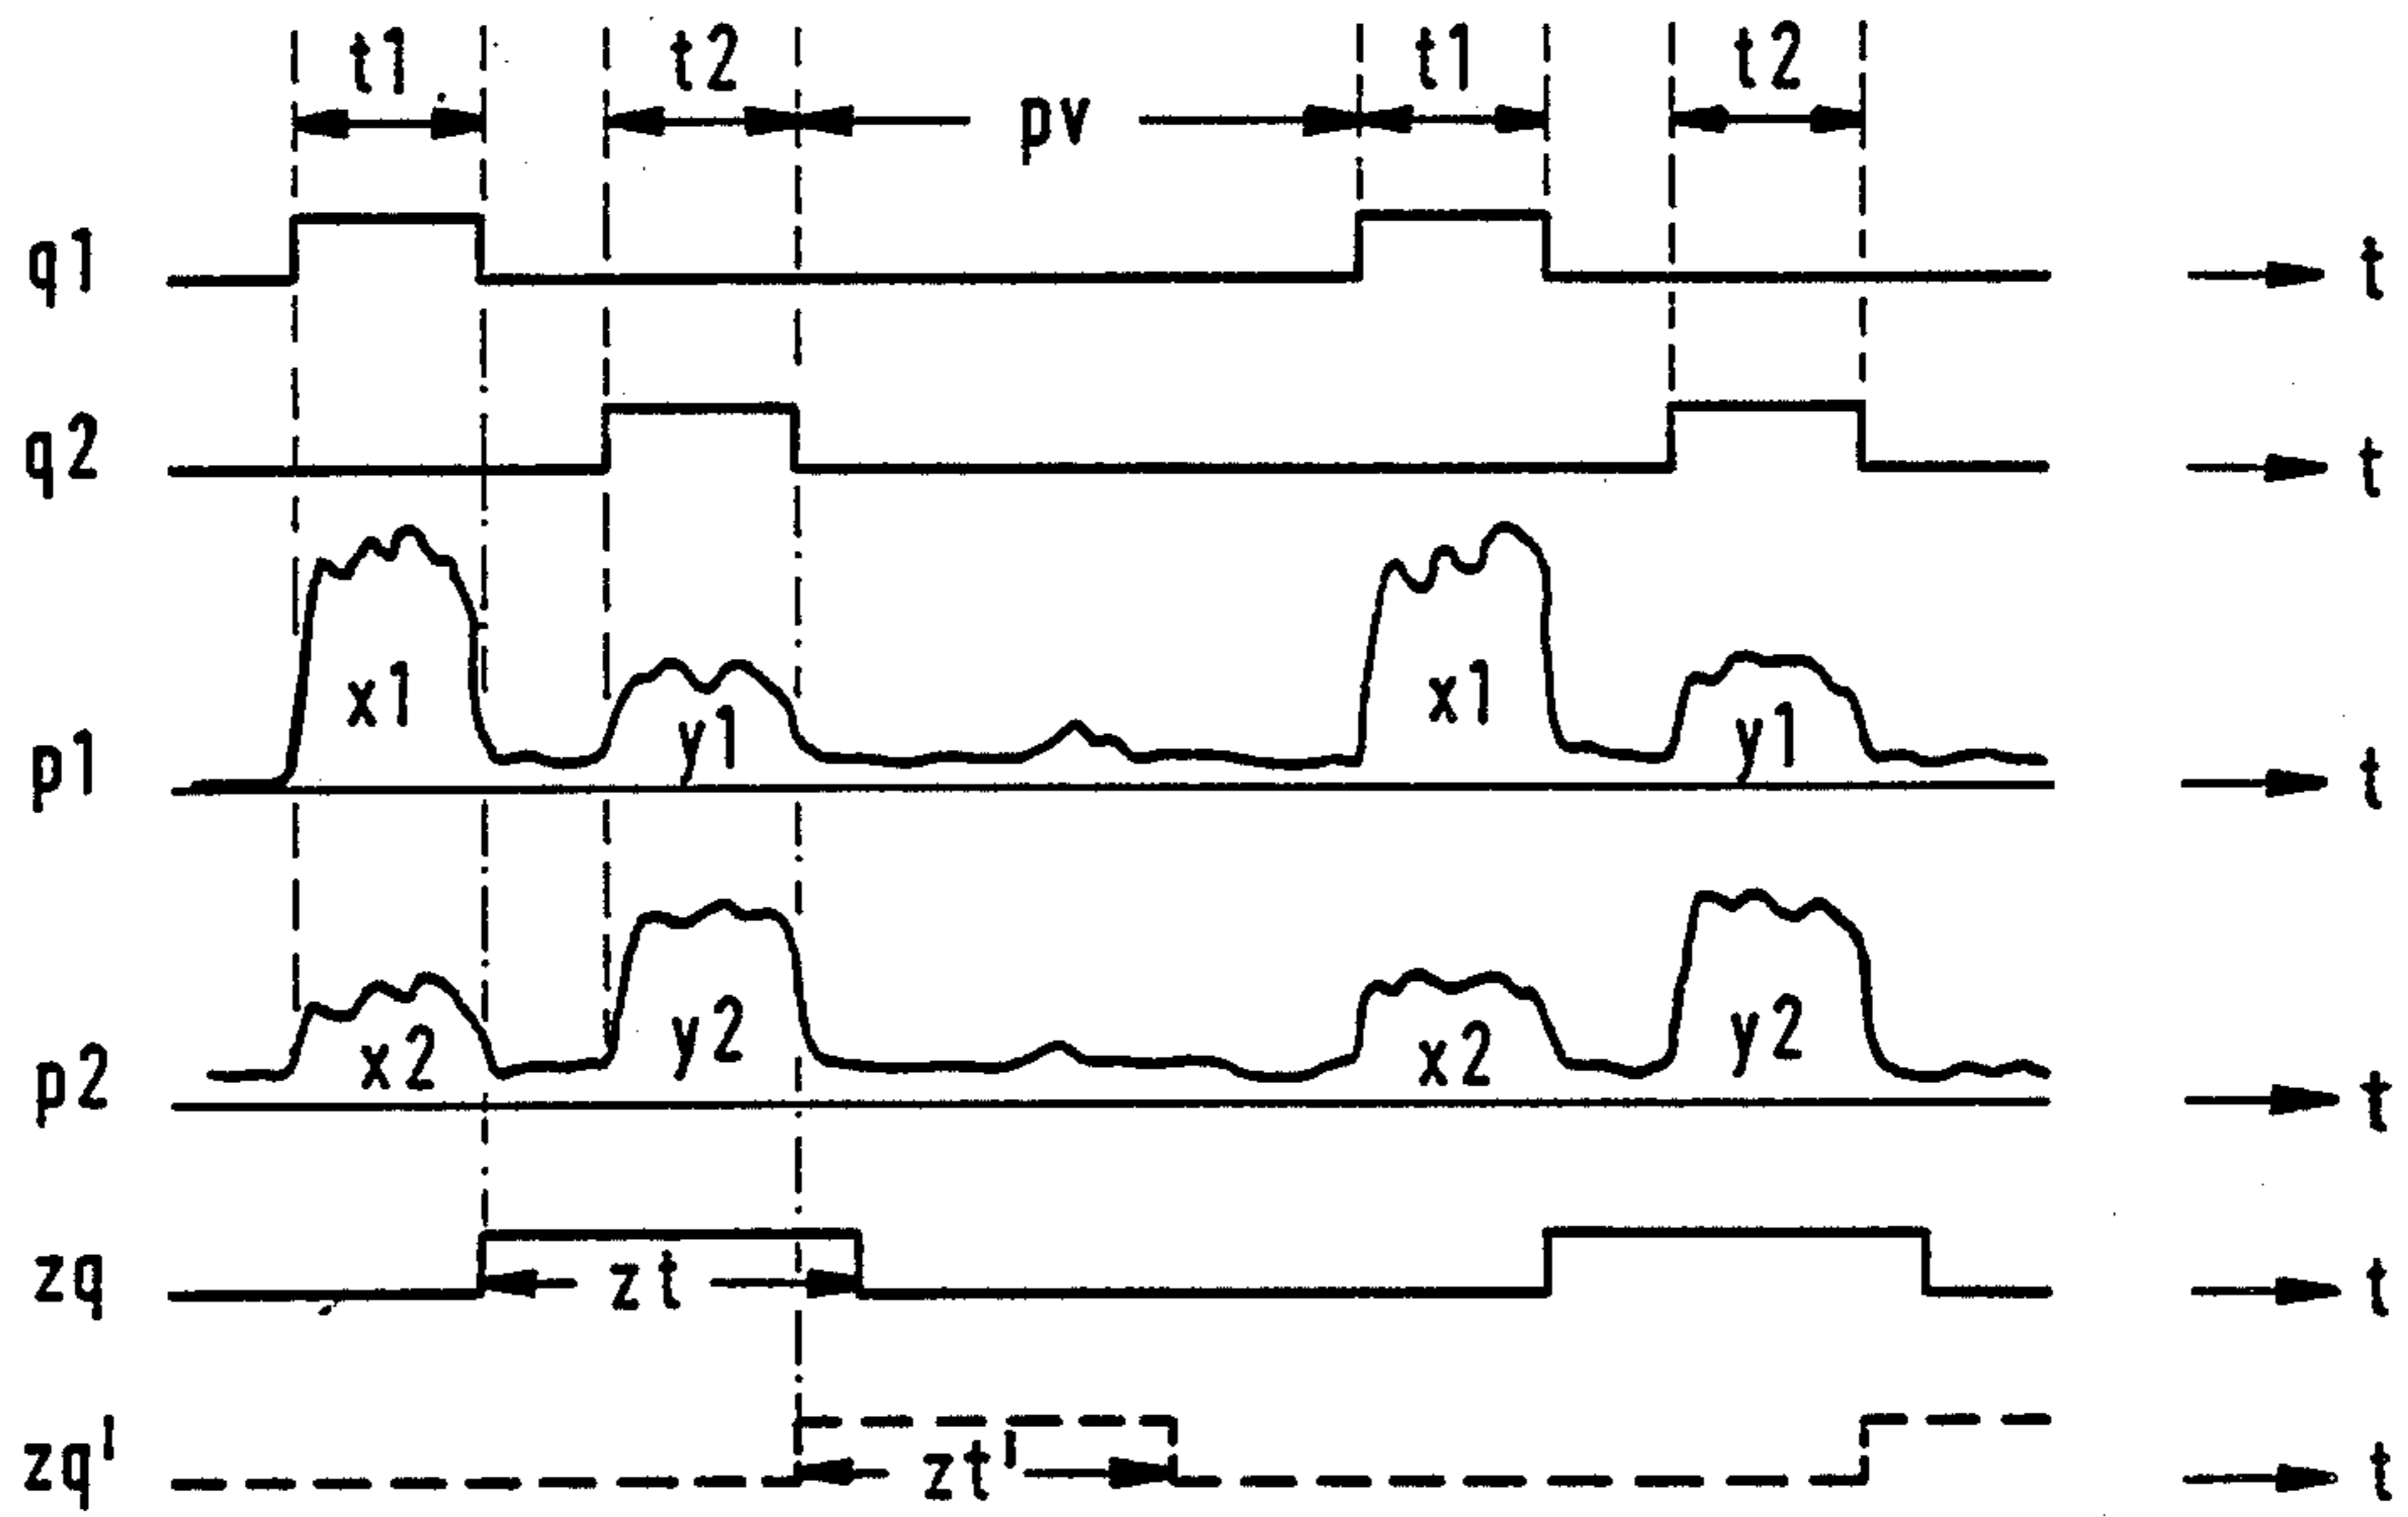 t1 t2 pv t1 t2
q1 t
q2 t
x1 y1 x1 y1
p1 t
x2 y2 x2 y2
p2 t
zq zt t
zq' zt' t